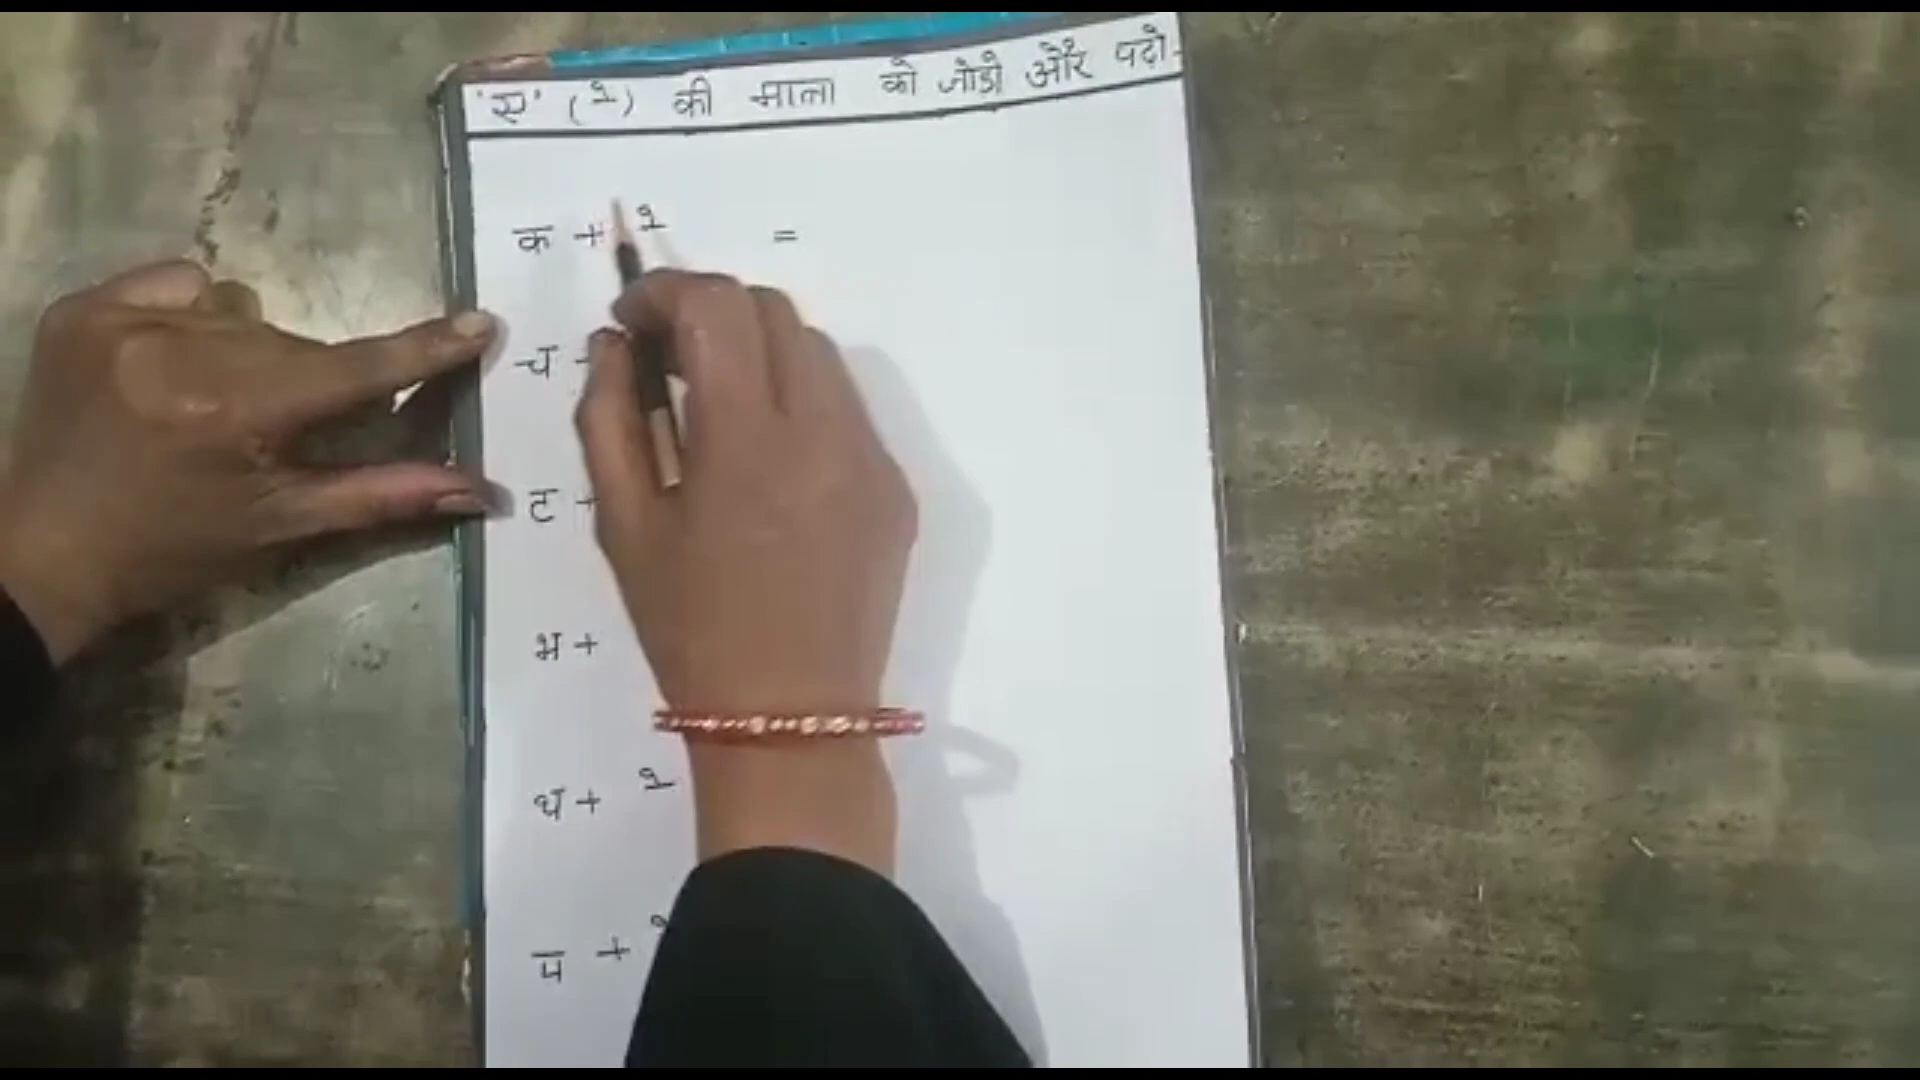 'ए' ( े ) की मात्रा को जोडो और पढो-
क + े =
च +
ट +
भ +
थ + े
प + े